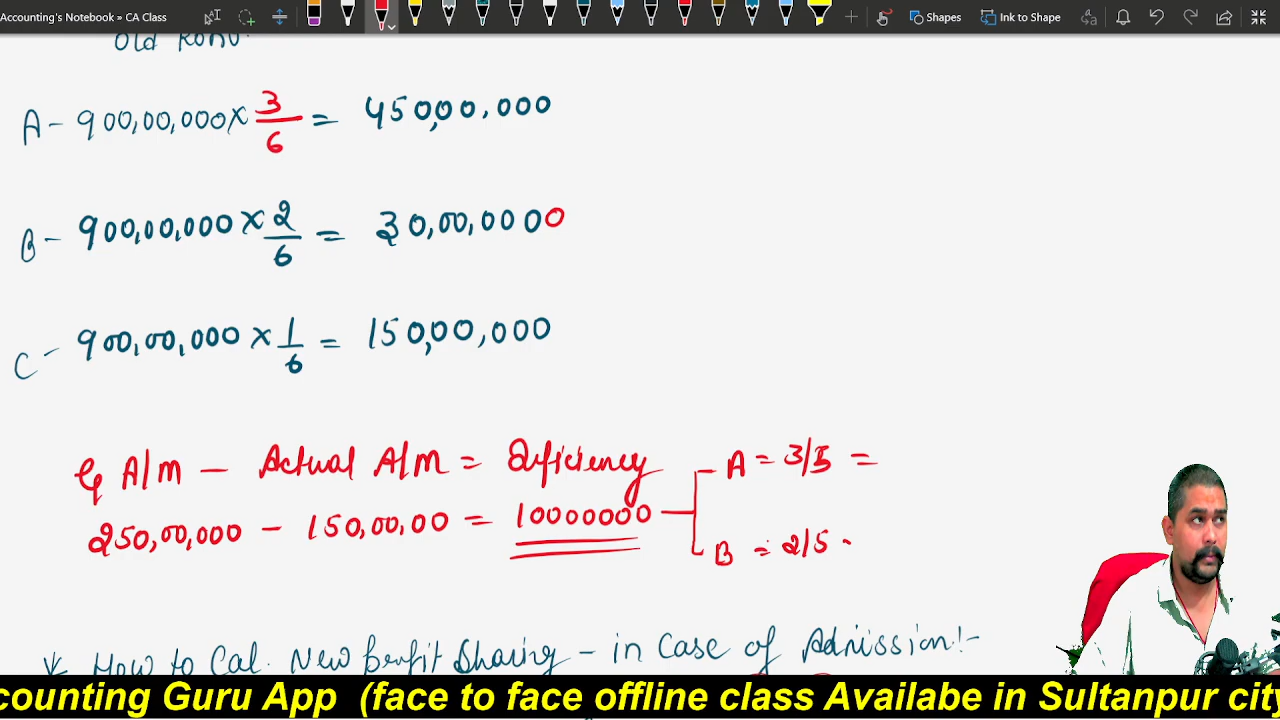 Accounting's Notebook » CA Class
Shapes
Ink to Shape
Old
A - 900,00,000 x 3/6 = 450,00,000
B - 900,00,000 x 2/6 = 30,00,0000
C - 900,00,000 x 1/6 = 150,00,000
A/m - Actual A/m = Deficiency
250,00,000 - 150,00,00 = 10000000
A = 3/5 =
B = 2/5 -
How to Cal. New Profit Sharing - in Case of Admission:-
counting Guru App (face to face offline class Availabe in Sultanpur city